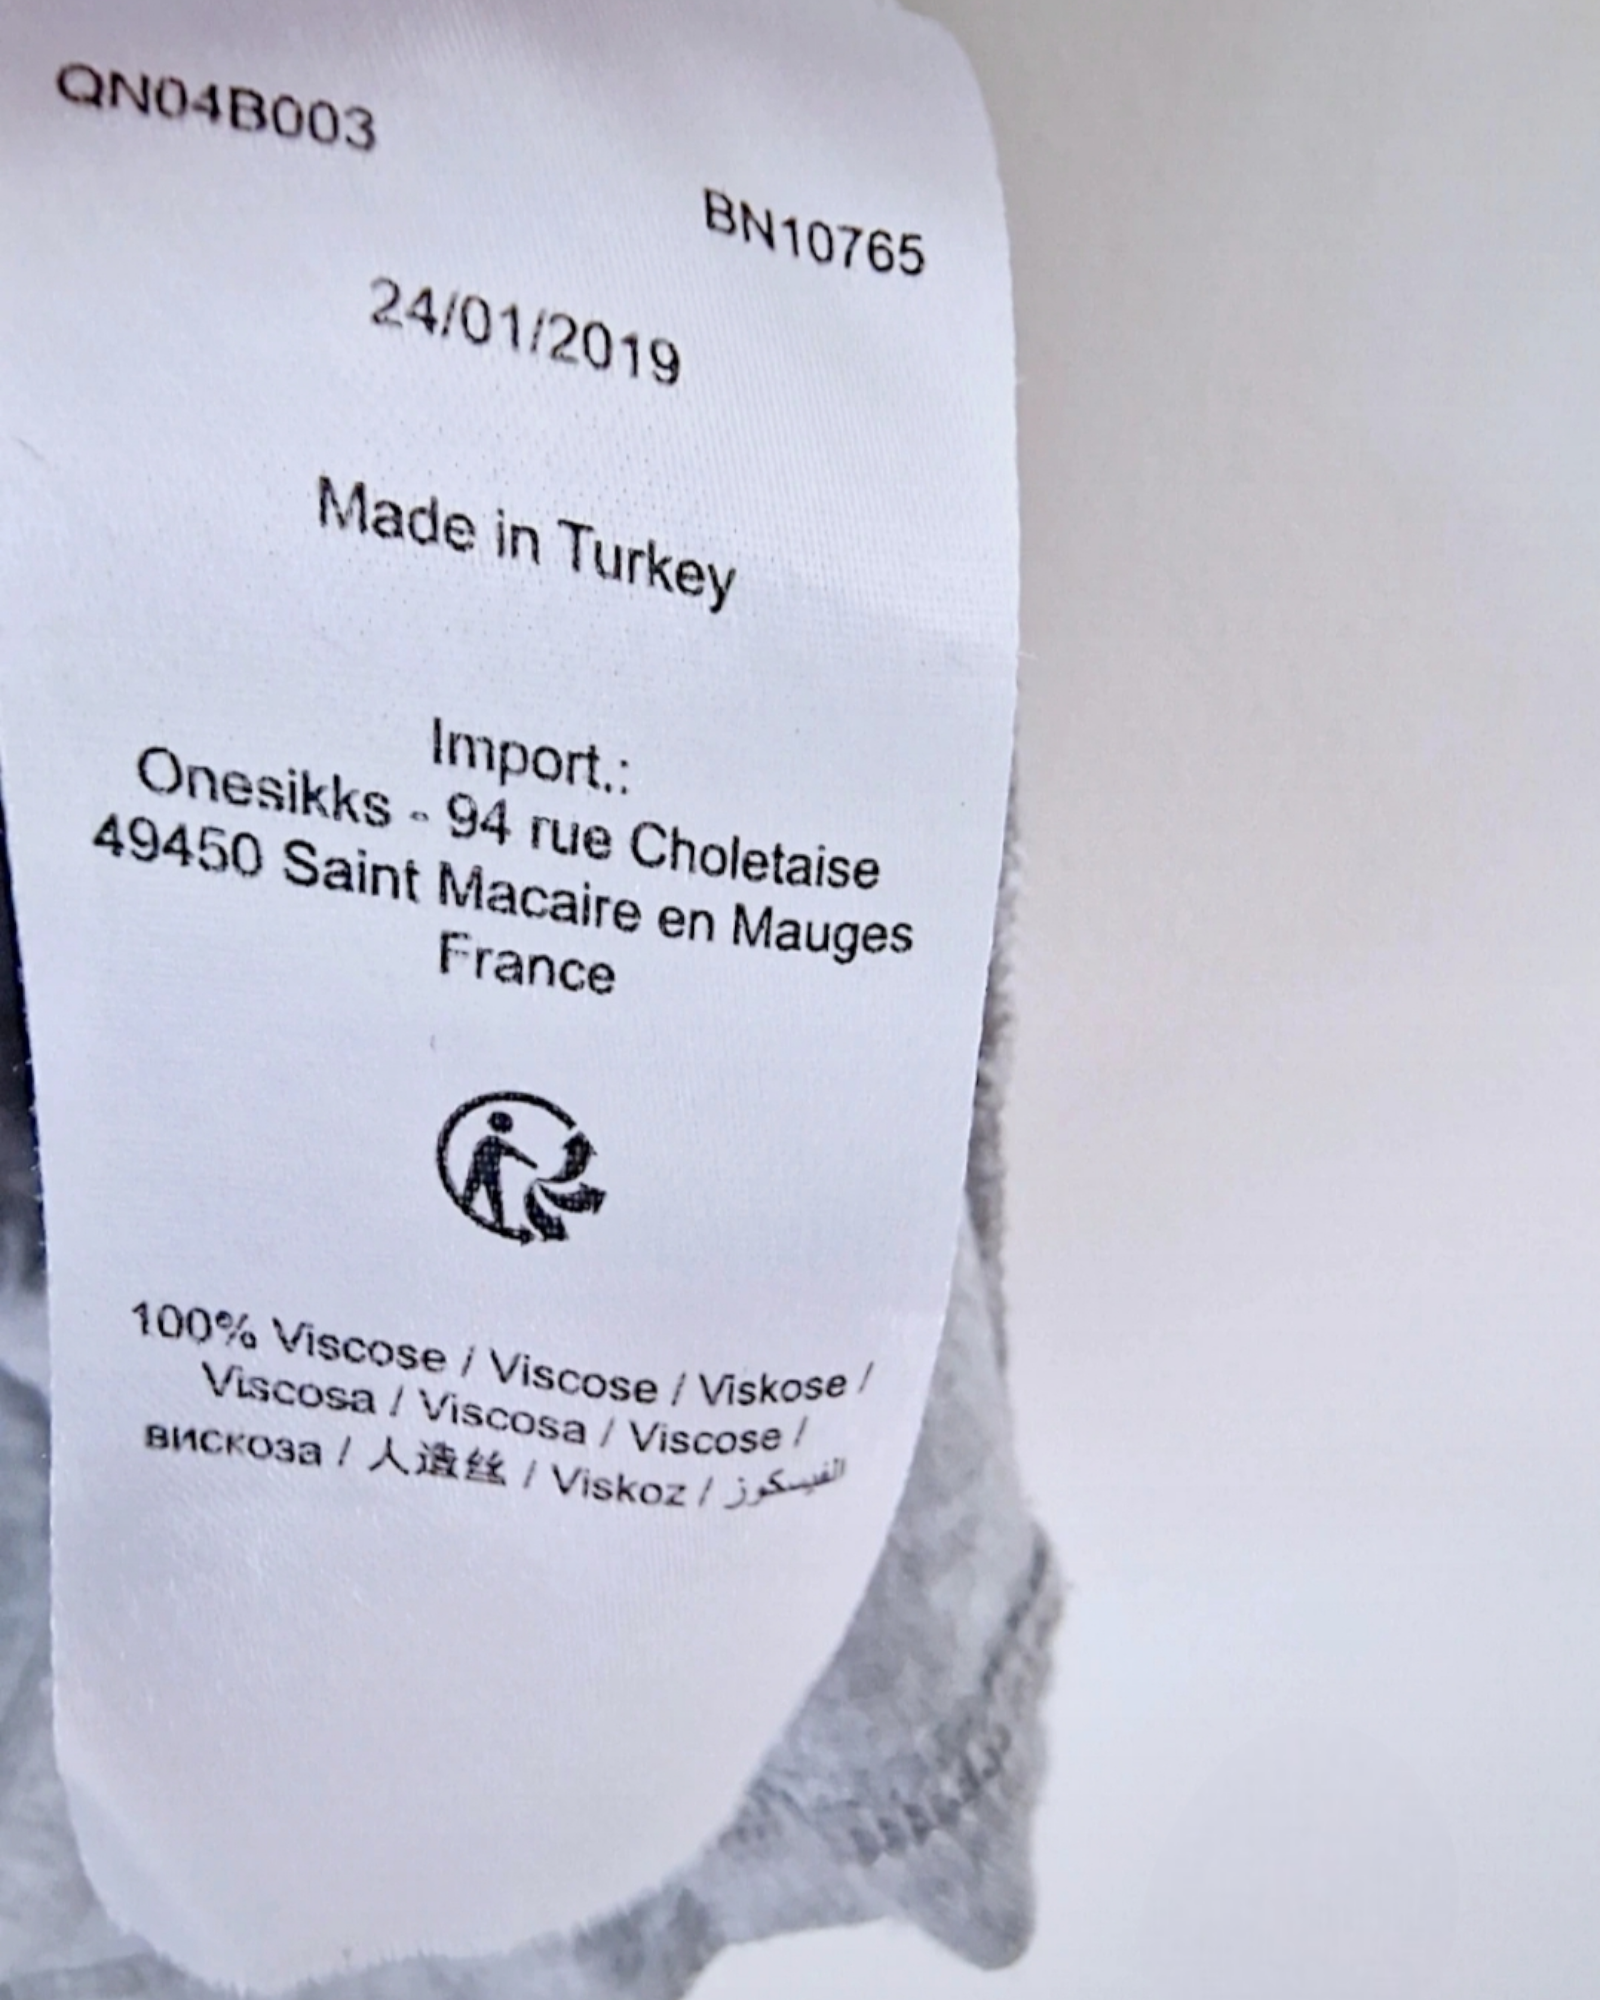 QN04B003
BN10765
24/01/2019
Made in Turkey
Import.:
Onesikks - 94 rue Choletaise
49450 Saint Macaire en Mauges
France
100% Viscose / Viscose / Viskose /
Viscosa / Viscosa / Viscose /
вискоза / 人造丝 / Viskoz / الفيسكوز